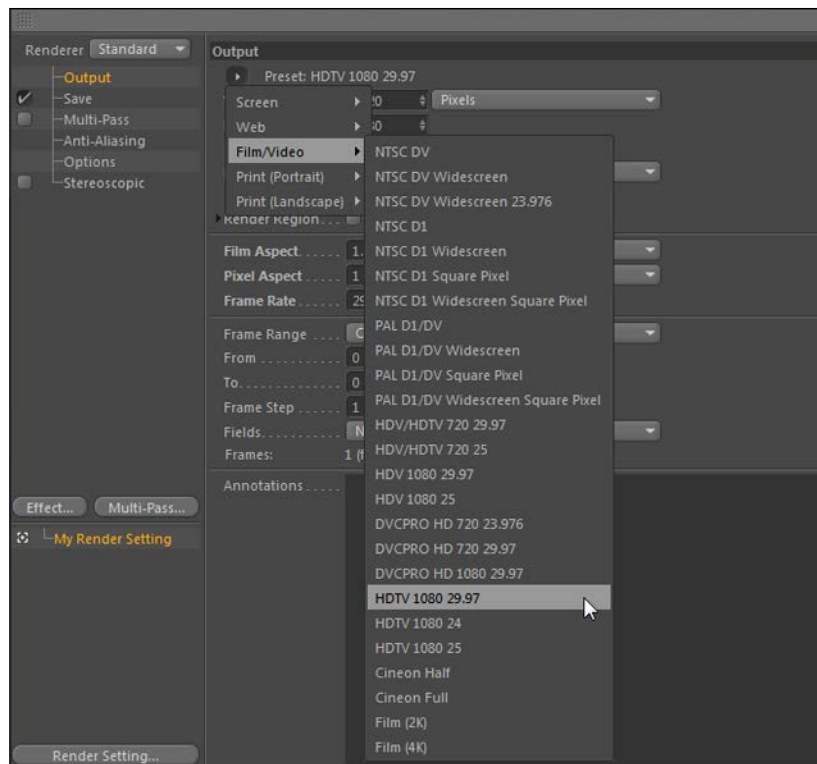 Renderer Standard
Output
Save
Multi-Pass
Anti-Aliasing
Options
Stereoscopic
Effect... Multi-Pass...
My Render Setting
Render Setting...
Output
Preset: HDTV 1080 29.97
Pixels
Screen
Web
Film/Video
Print (Portrait)
Print (Landscape)
Render Region...
Film Aspect...... 1.
Pixel Aspect..... 1
Frame Rate...... 29
Frame Range ....
From ........... 0
To............. 0
Frame Step ...... 1
Fields.......... N
Frames: 1 (f
Annotations.....
NTSC DV
NTSC DV Widescreen
NTSC DV Widescreen 23.976
NTSC D1
NTSC D1 Widescreen
NTSC D1 Square Pixel
NTSC D1 Widescreen Square Pixel
PAL D1/DV
PAL D1/DV Widescreen
PAL D1/DV Square Pixel
PAL D1/DV Widescreen Square Pixel
HDV/HDTV 720 29.97
HDV/HDTV 720 25
HDV 1080 29.97
HDV 1080 25
DVCPRO HD 720 23.976
DVCPRO HD 720 29.97
DVCPRO HD 1080 29.97
HDTV 1080 29.97
HDTV 1080 24
HDTV 1080 25
Cineon Half
Cineon Full
Film (2K)
Film (4K)